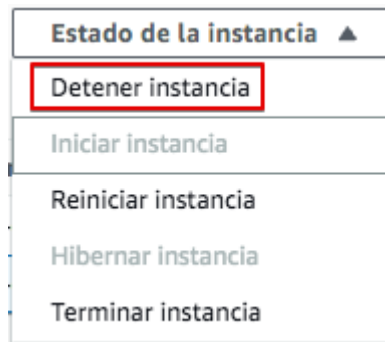 Estado de la instancia
Detener instancia
Iniciar instancia
Reiniciar instancia
Hibernar instancia
Terminar instancia